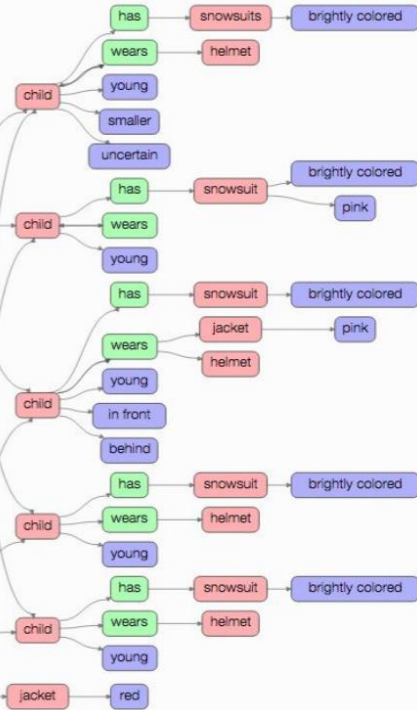 has snowsuits brightly colored
wears helmet
young
child
smaller
uncertain
brightly colored
has snowsuit
pink
child wears
young
has snowsuit brightly colored
jacket pink
wears
helmet
young
child
in front
behind
has snowsuit brightly colored
child wears helmet
young
has snowsuit brightly colored
child wears helmet
young
jacket red